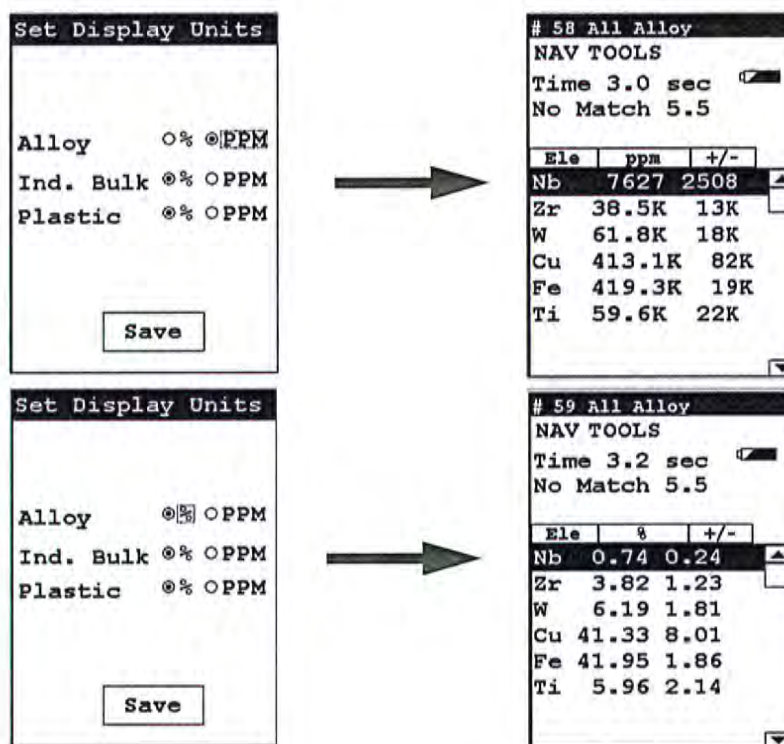 Set Display Units
Alloy % PPM
Ind. Bulk % PPM
Plastic % PPM
Save
# 58 All Alloy
NAV TOOLS
Time 3.0 sec
No Match 5.5
Ele ppm +/-
Nb 7627 2508
Zr 38.5K 13K
W 61.8K 18K
Cu 413.1K 82K
Fe 419.3K 19K
Ti 59.6K 22K
Set Display Units
Alloy % PPM
Ind. Bulk % PPM
Plastic % PPM
Save
# 59 All Alloy
NAV TOOLS
Time 3.2 sec
No Match 5.5
Ele % +/-
Nb 0.74 0.24
Zr 3.82 1.23
W 6.19 1.81
Cu 41.33 8.01
Fe 41.95 1.86
Ti 5.96 2.14